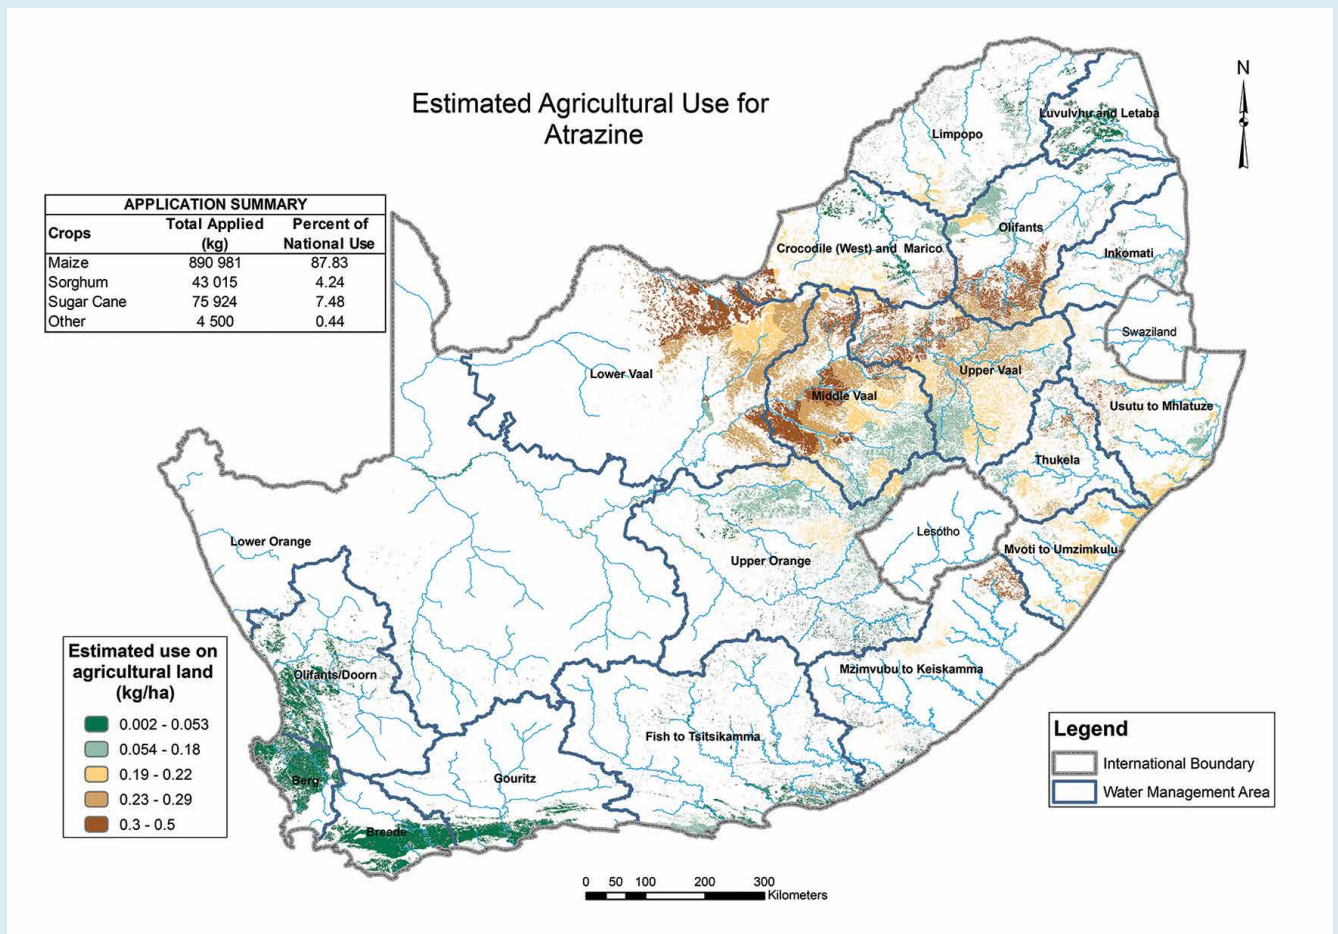 Estimated Agricultural Use for
Atrazine
N
APPLICATION SUMMARY
Crops Total Applied (kg) Percent of National Use
Maize 890 981 87.83
Sorghum 43 015 4.24
Sugar Cane 75 924 7.48
Other 4 500 0.44
Limpopo
Luvulvhu and Letaba
Olifants
Crocodile (West) and Marico
Inkomati
Swaziland
Lower Vaal
Upper Vaal
Middle Vaal
Usutu to Mhlatuze
Thukela
Lesotho
Lower Orange
Upper Orange
Mvoti to Umzimkulu
Mzimvubu to Keiskamma
Olifants/Doorn
Fish to Tsitsikamma
Gouritz
Berg
Breede
Estimated use on
agricultural land
(kg/ha)
0.002 - 0.053
0.054 - 0.18
0.19 - 0.22
0.23 - 0.29
0.3 - 0.5
Legend
International Boundary
Water Management Area
0 50 100 200 300
Kilometers